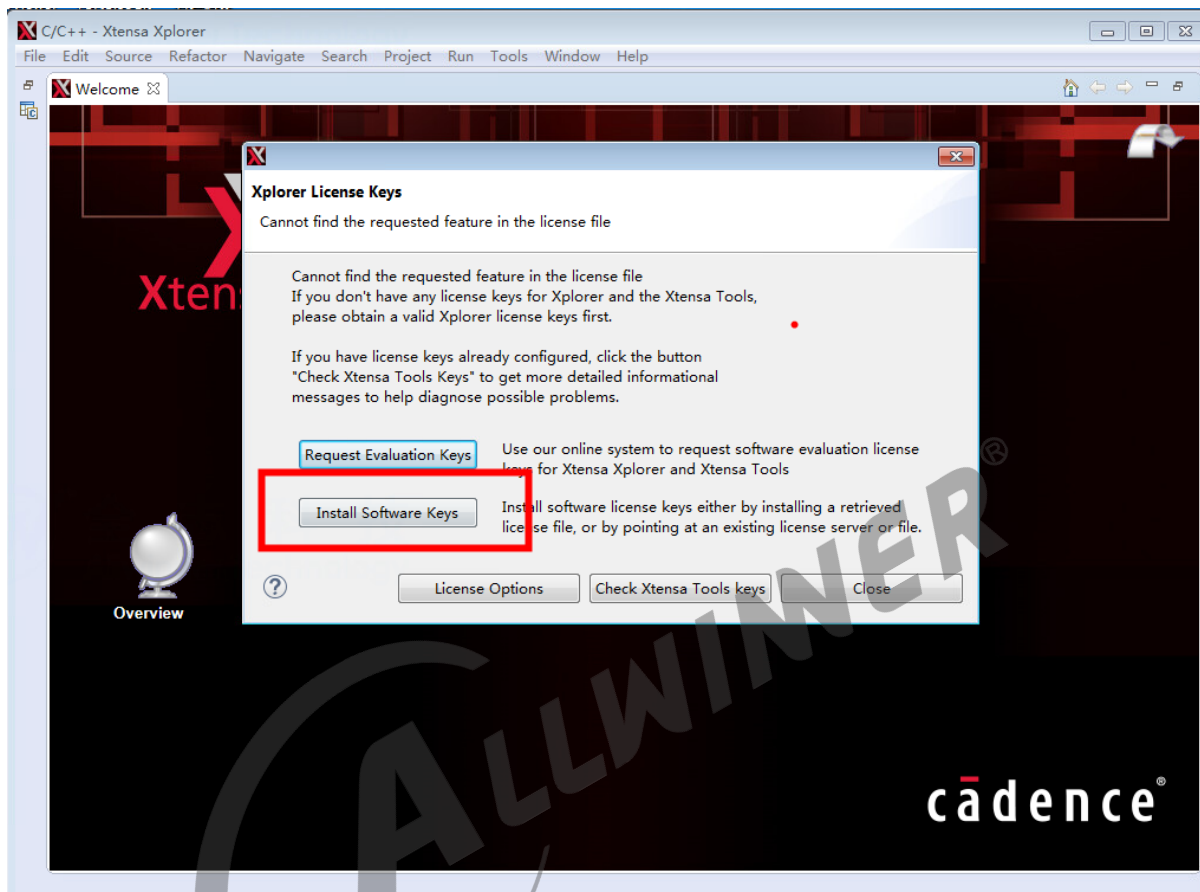 C/C++ - Xtensa Xplorer
File Edit Source Refactor Navigate Search Project Run Tools Window Help
Welcome
Xplorer License Keys
Cannot find the requested feature in the license file
Xten
Cannot find the requested feature in the license file
If you don't have any license keys for Xplorer and the Xtensa Tools,
please obtain a valid Xplorer license keys first.
If you have license keys already configured, click the button
"Check Xtensa Tools Keys" to get more detailed informational
messages to help diagnose possible problems.
Request Evaluation Keys
Use our online system to request software evaluation license
keys for Xtensa Xplorer and Xtensa Tools
Install Software Keys
Install software license keys either by installing a retrieved
license file, or by pointing at an existing license server or file.
License Options
Check Xtensa Tools keys
Close
Overview
ALLWINNER®
cādence®